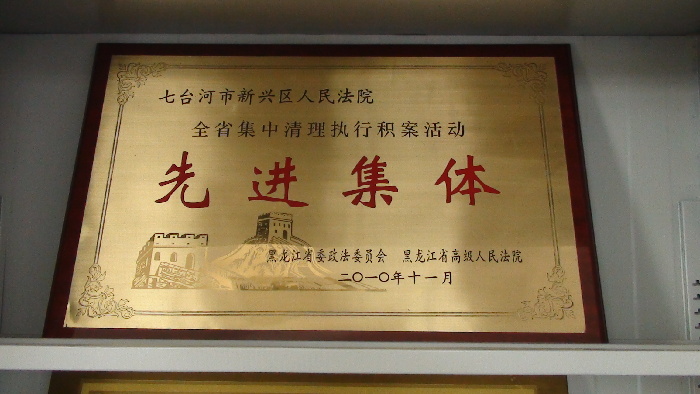 七台河市新兴区人民法院
全省集中清理执行积案活动
先进集体
黑龙江省委政法委员会 黑龙江省高级人民法院
二〇一〇年十一月